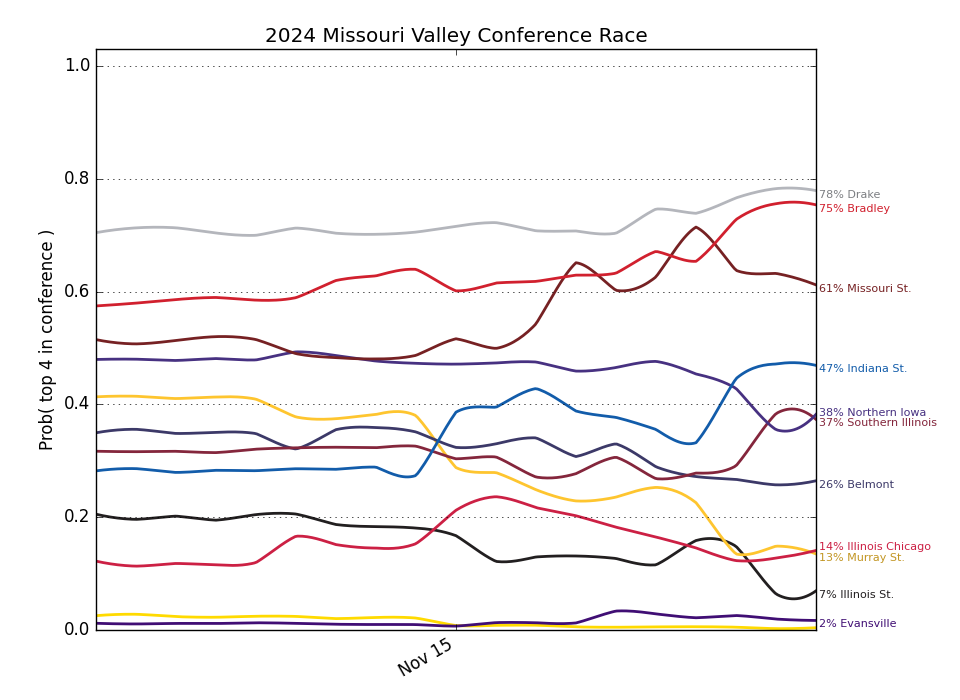 2024 Missouri Valley Conference Race
Prob( top 4 in conference )
1.0
0.8
0.6
0.4
0.2
0.0
Nov 15
78% Drake
75% Bradley
61% Missouri St.
47% Indiana St.
38% Northern Iowa
37% Southern Illinois
26% Belmont
14% Illinois Chicago
13% Murray St.
7% Illinois St.
2% Evansville